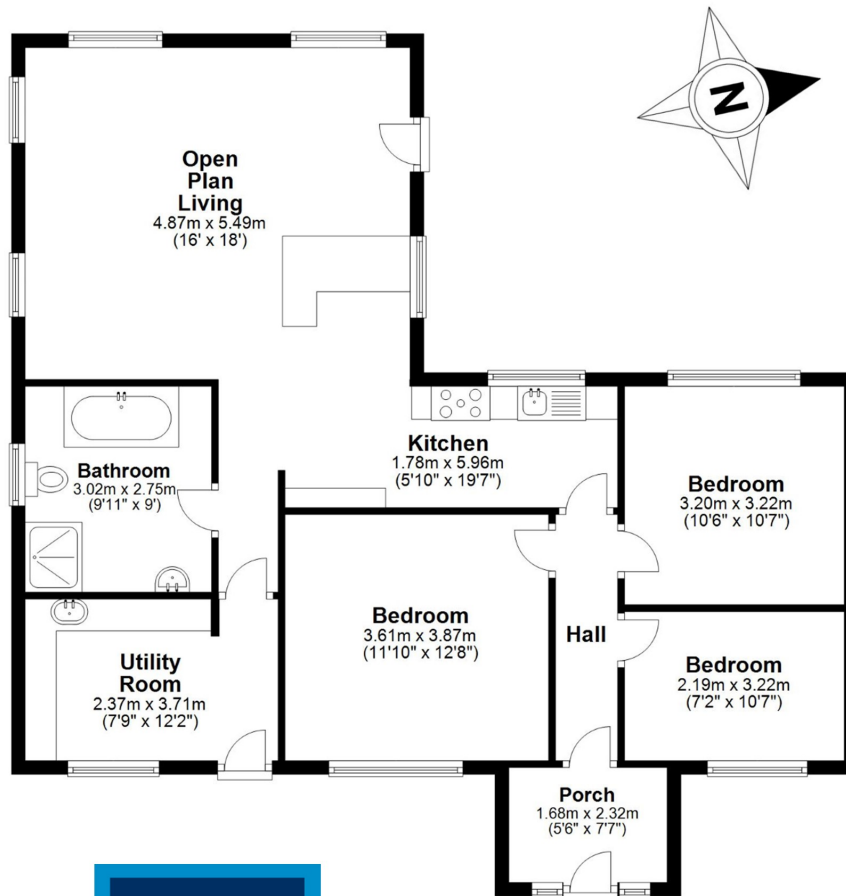 N
Open
Plan
Living
4.87m x 5.49m
(16' x 18')
Kitchen
1.78m x 5.96m
(5'10" x 19'7")
Bathroom
3.02m x 2.75m
(9'11" x 9')
Bedroom
3.20m x 3.22m
(10'6" x 10'7")
Bedroom
3.61m x 3.87m
(11'10" x 12'8")
Hall
Utility
Room
2.37m x 3.71m
(7'9" x 12'2")
Bedroom
2.19m x 3.22m
(7'2" x 10'7")
Porch
1.68m x 2.32m
(5'6" x 7'7")